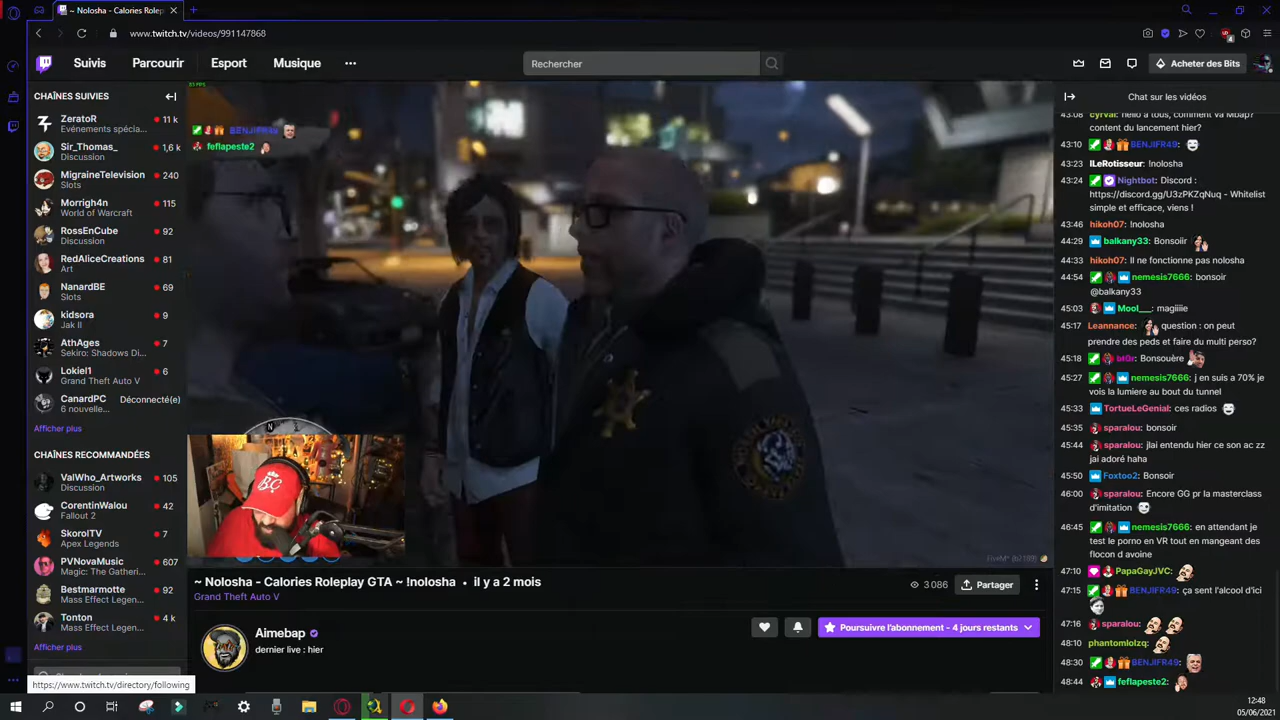 ~ Nolosha - Calories Rolep
www.twitch.tv/videos/991147868
4
Suivis
Parcourir
Esport
Musique
Rechercher
Acheter des Bits
CHAÎNES SUIVIES
ZeratoR
Evénements spécia...
11 k
Sir_Thomas_
Discussion
1,6 k
MigraineTelevision
Slots
240
Morrigh4n
World of Warcraft
115
RossEnCube
Discussion
92
RedAliceCreations
Art
81
NanardBE
Slots
69
kidsora
Jak II
9
AthAges
Sekiro: Shadows Di...
7
Lokiel1
Grand Theft Auto V
6
CanardPC
6 nouvelle...
Déconnecté(e)
Afficher plus
CHAÎNES RECOMMANDÉES
ValWho_Artworks
Discussion
105
CorentinWalou
Fallout 2
42
SkorolTV
Apex Legends
7
PVNovaMusic
Magic: The Gatheri...
607
Bestmarmotte
Mass Effect Legen...
92
Tonton
Mass Effect Legen...
4 k
Afficher plus
https://www.twitch.tv/directory/following
BENJIFR49
feflapeste2
N
~ Nolosha - Calories Roleplay GTA ~ !nolosha • il y a 2 mois
Grand Theft Auto V
3 086
Partager
Aimebap
dernier live : hier
Poursuivre l'abonnement - 4 jours restants
Chat sur les vidéos
43:08 cyrval: hello à tous, comment va Mbap?
content du lancement hier?
43:10 BENJIFR49:
43:23 ILeRotisseur: !nolosha
43:24 Nightbot: Discord :
https://discord.gg/U3zPKZqNuq - Whitelist
simple et efficace, viens !
43:46 hikoh07: !nolosha
44:29 balkany33: Bonsoiir
44:33 hikoh07: Il ne fonctionne pas nolosha
44:54 nemesis7666: bonsoir
@balkany33
45:03 Mool___: magiiiie
45:17 Leannance: question : on peut
prendre des peds et faire du multi perso?
45:18 Bonsouère
45:27 nemesis7666: j en suis a 70% je
vois la lumiere au bout du tunnel
45:33 TortueLeGenial: ces radios
45:35 sparalou: bonsoir
45:44 sparalou: jlai entendu hier ce son ac zz
jai adoré haha
45:50 Foxtoo2: Bonsoir
46:00 sparalou: Encore GG pr la masterclass
d'imitation
46:45 nemesis7666: en attendant je
test le porno en VR tout en mangeant des
flocon d avoine
47:10 PapaGayJVC:
47:15 BENJIFR49: ça sent l'alcool d'ici
47:16 sparalou:
48:10 phantomlolzq:
48:30 BENJIFR49:
48:44 feflapeste2:
12:48
05/06/2021